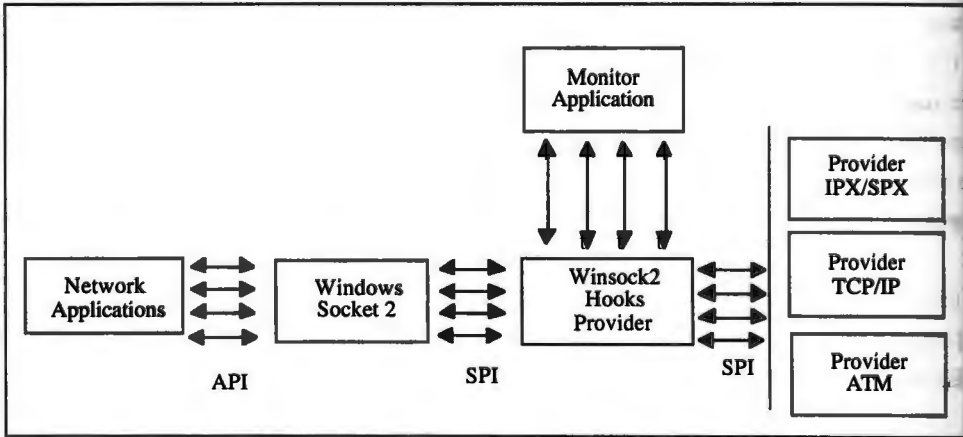 Monitor
Application
Provider
IPX/SPX
Network
Applications
Windows
Socket 2
Winsock2
Hooks
Provider
Provider
TCP/IP
Provider
ATM
API
SPI
SPI